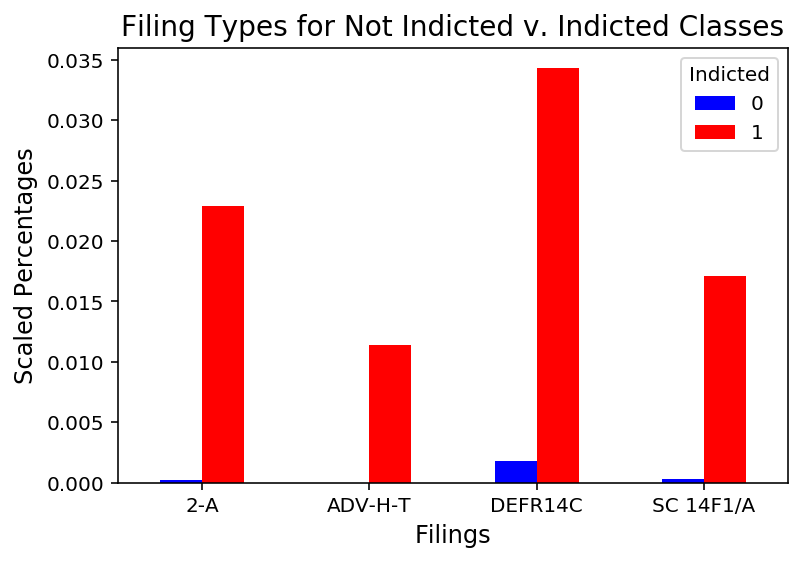 Filing Types for Not Indicted v. Indicted Classes
Indicted
0
1
Scaled Percentages
0.035
0.030
0.025
0.020
0.015
0.010
0.005
0.000
2-A
ADV-H-T
DEFR14C
SC 14F1/A
Filings